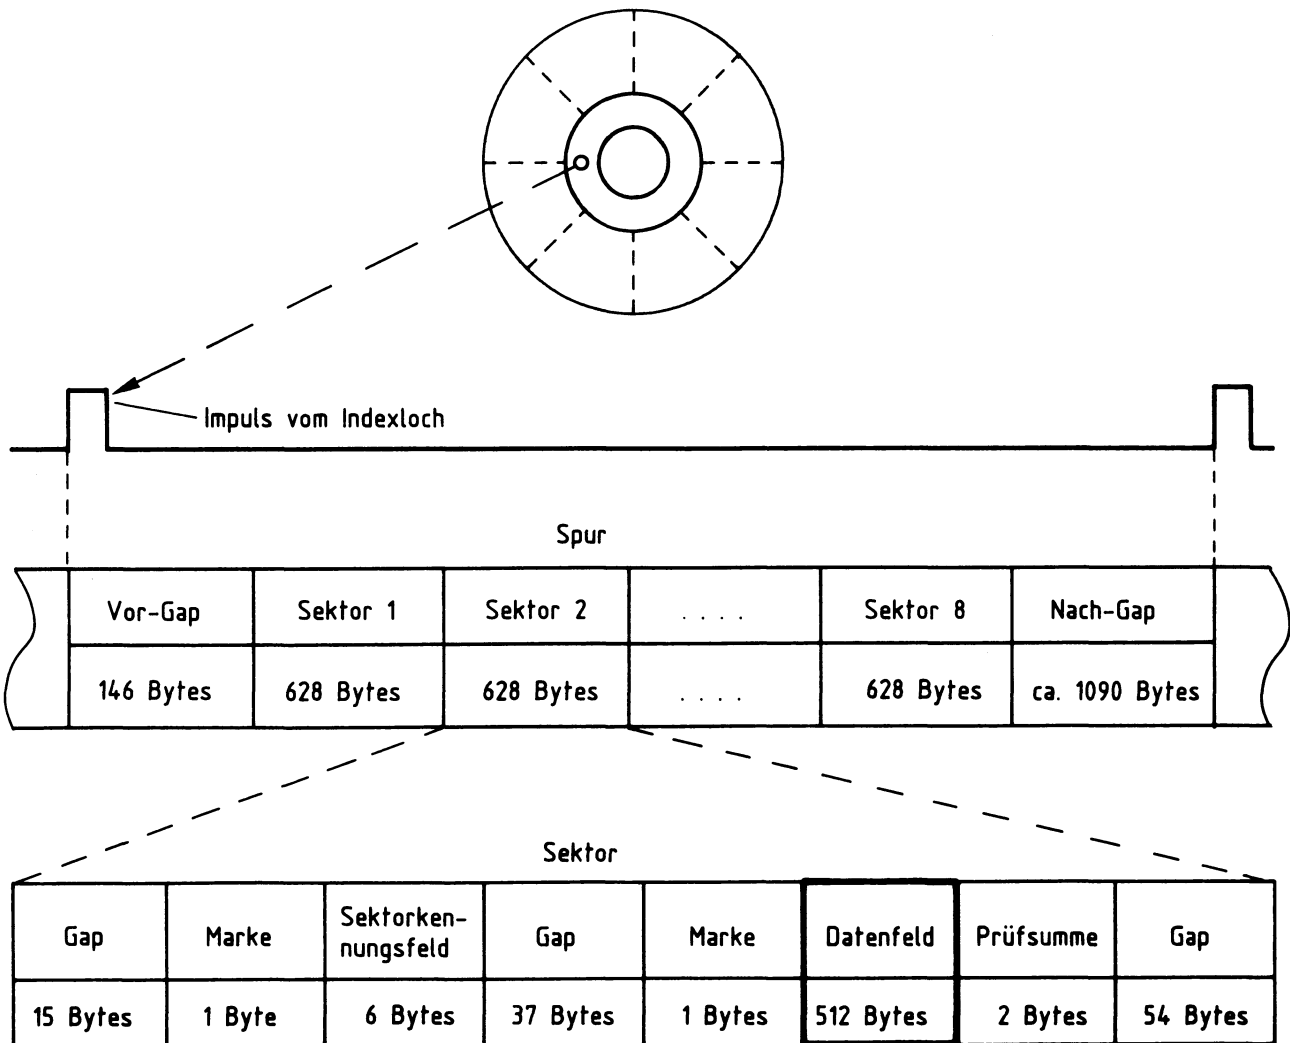 Impuls vom Indexloch
Spur
Vor-Gap Sektor 1 Sektor 2 . . . . Sektor 8 Nach-Gap
146 Bytes 628 Bytes 628 Bytes . . . . 628 Bytes ca. 1090 Bytes
Sektor
Gap Marke Sektorken-
nungsfeld Gap Marke Datenfeld Prüfsumme Gap
15 Bytes 1 Byte 6 Bytes 37 Bytes 1 Bytes 512 Bytes 2 Bytes 54 Bytes